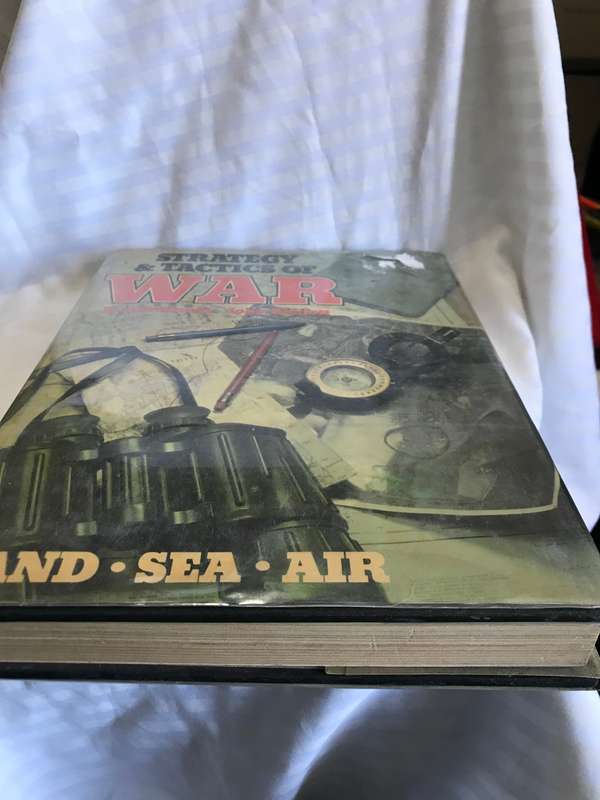 STRATEGY
& TACTICS OF
WAR
AND · SEA · AIR